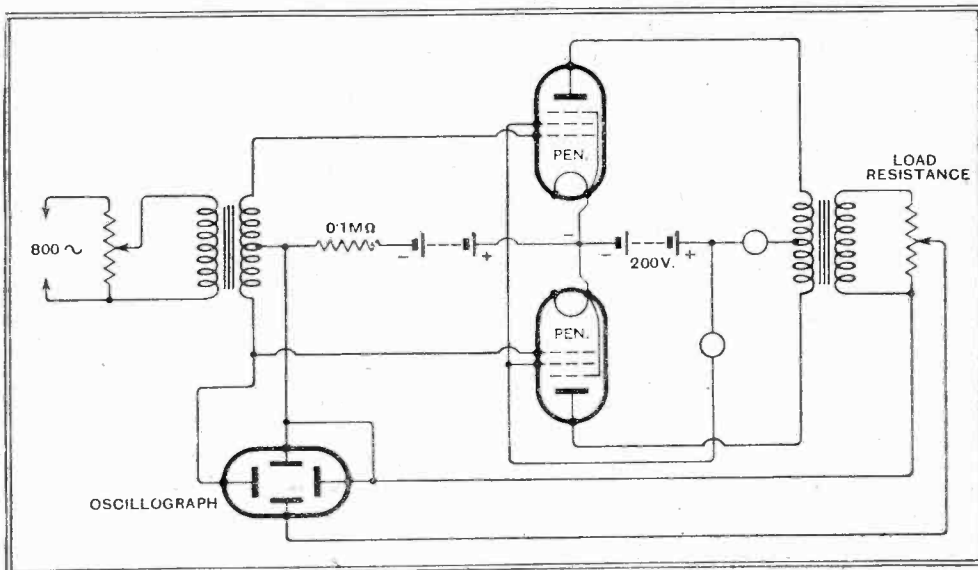 PEN.
LOAD
RESISTANCE
800 ~
0·1MΩ
− +
−
− +
200V.
PEN.
OSCILLOGRAPH